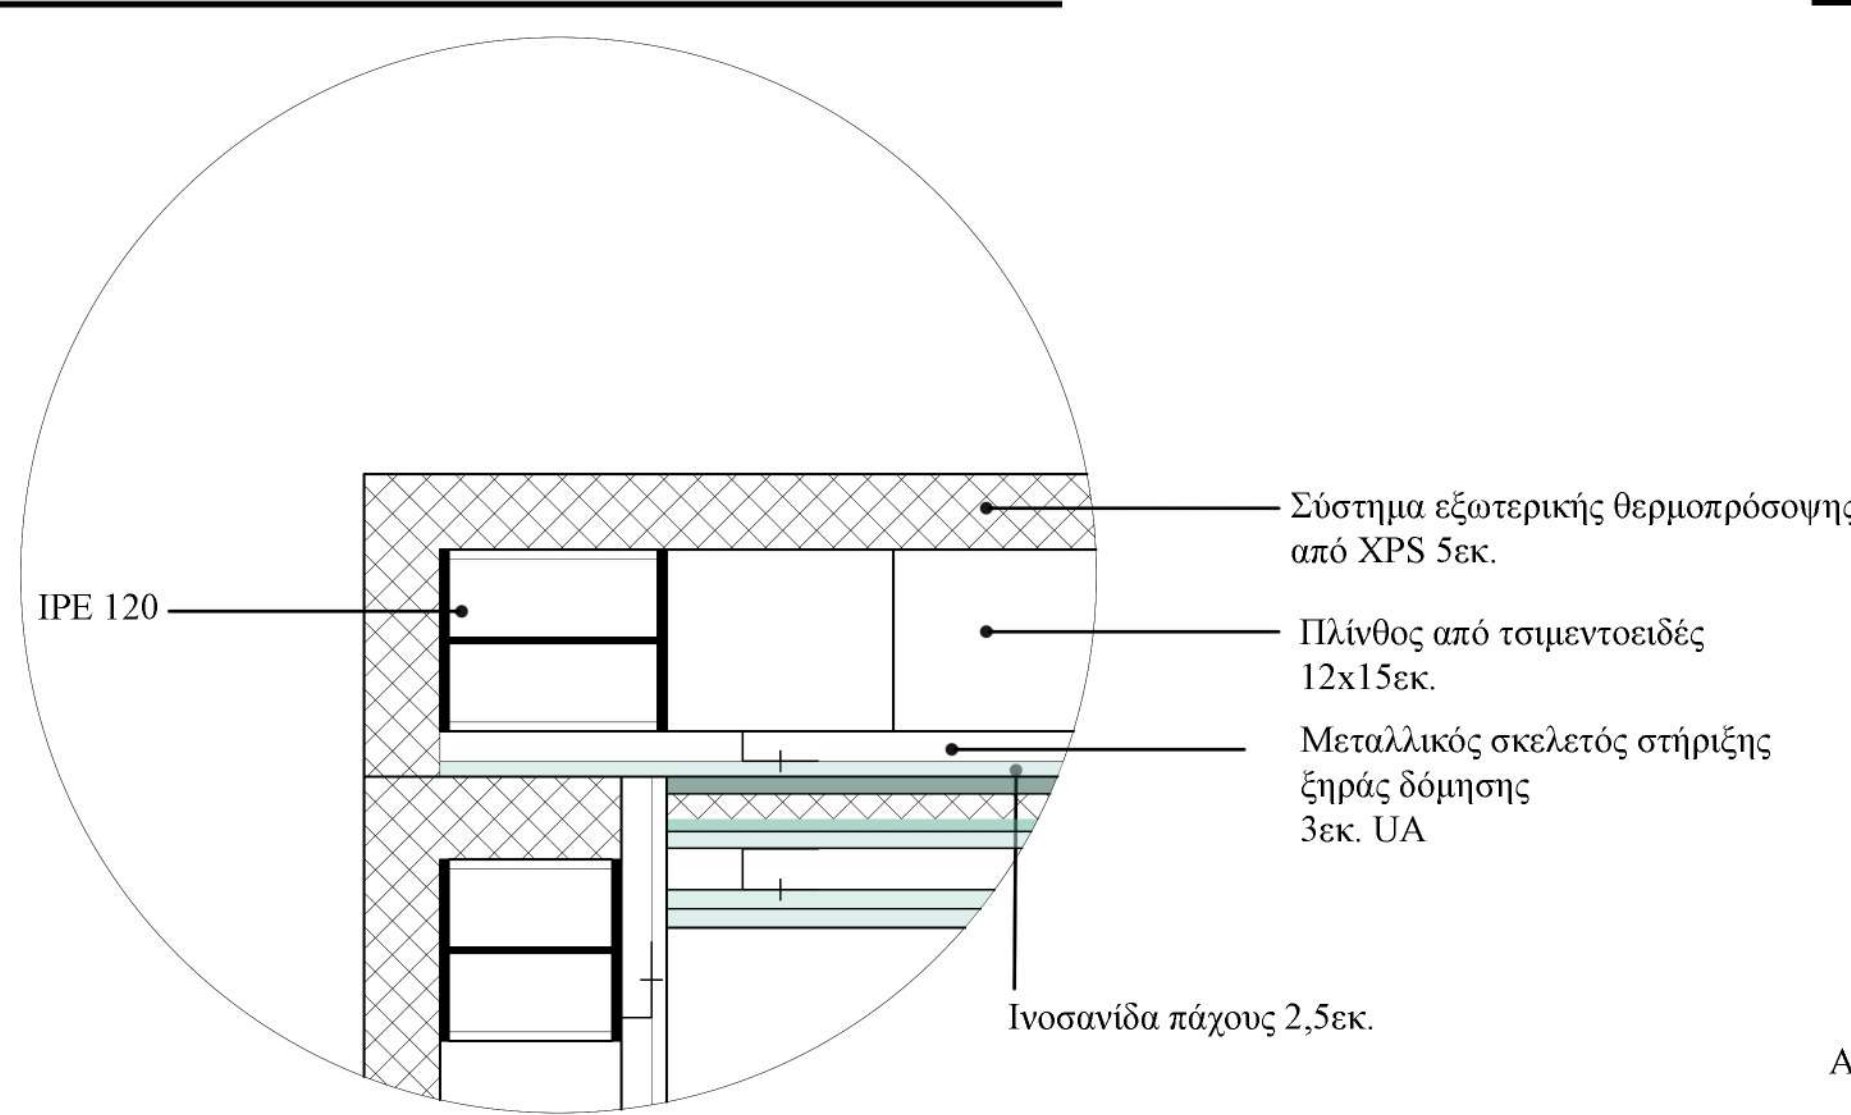 Σύστημα εξωτερικής θερμοπρόσοψης
από XPS 5εκ.
IPE 120
Πλίνθος από τσιμεντοειδές
12x15εκ.
Μεταλλικός σκελετός στήριξης
ξηράς δόμησης
3εκ. UA
Ινοσανίδα πάχους 2,5εκ.